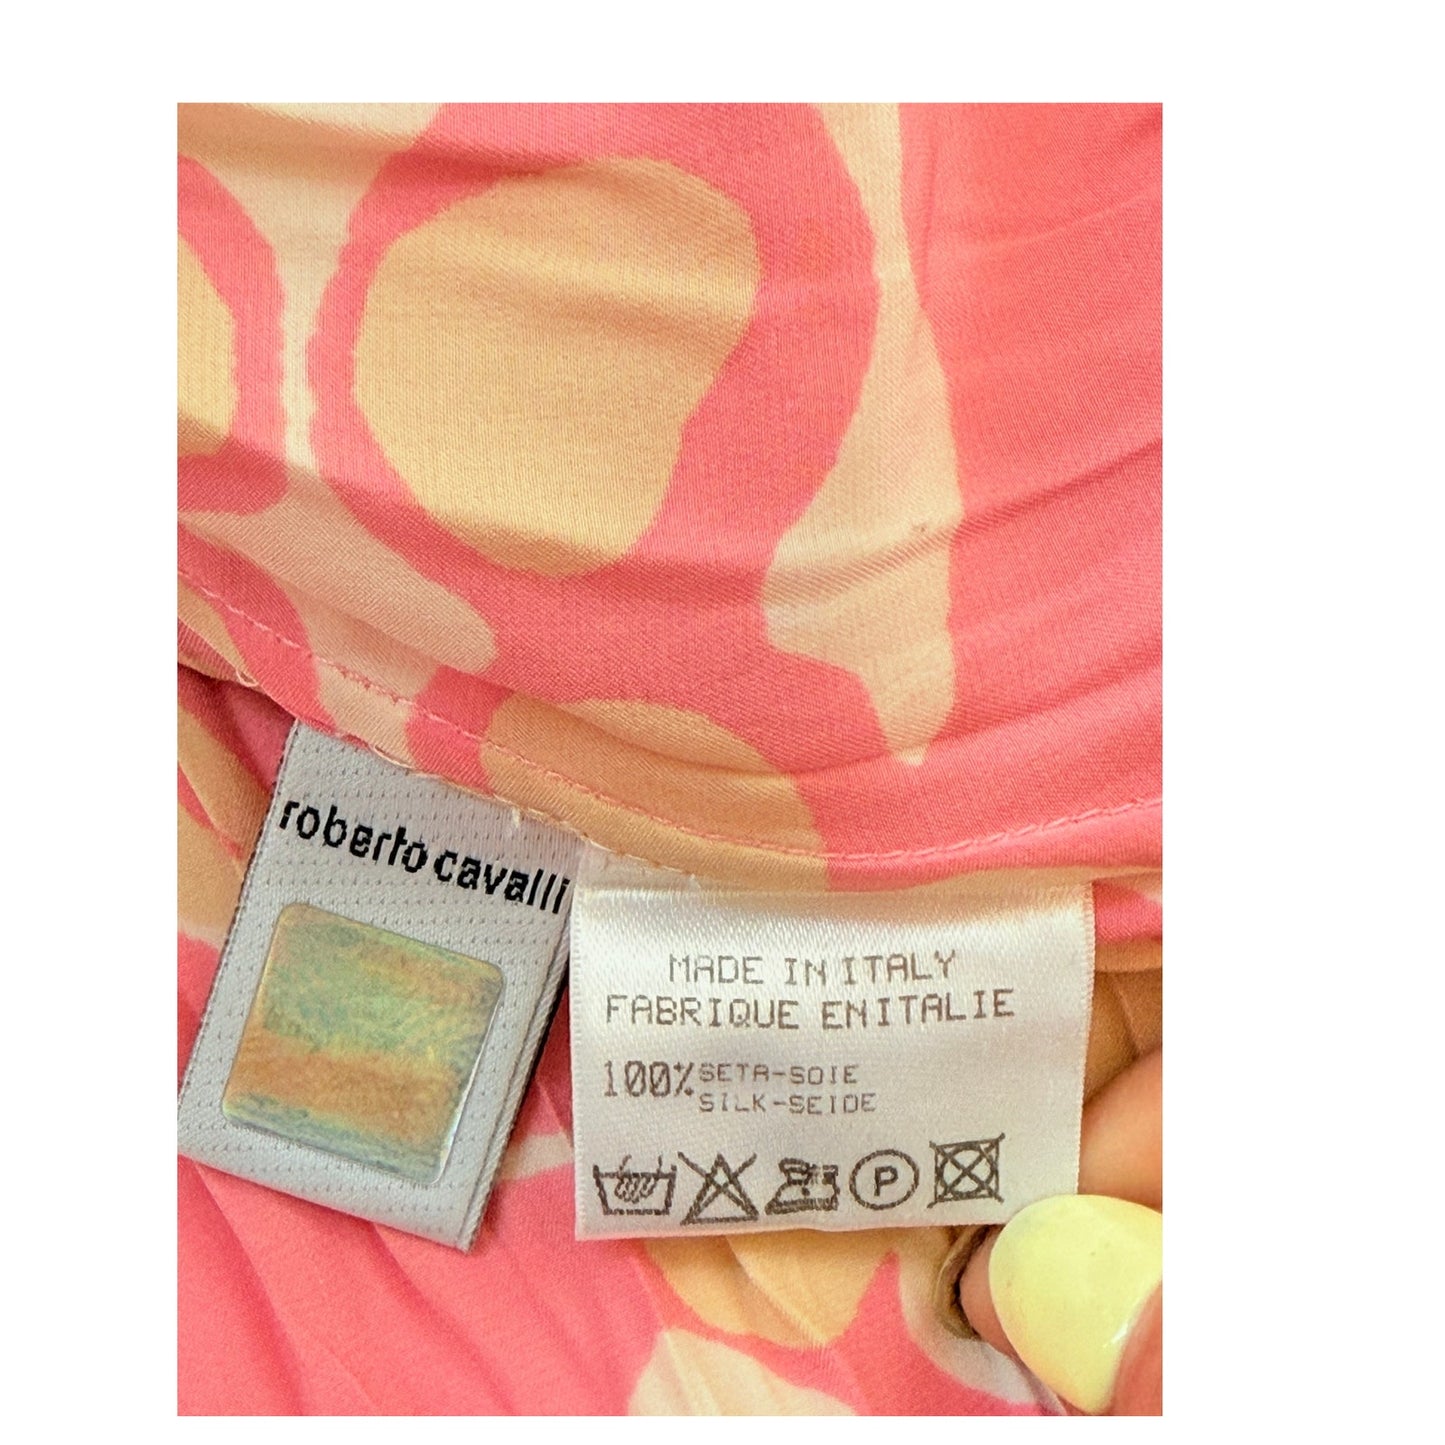 roberto cavalli
MADE IN ITALY
FABRIQUE EN ITALIE
100% SETA-SOIE
SILK-SEIDE
P